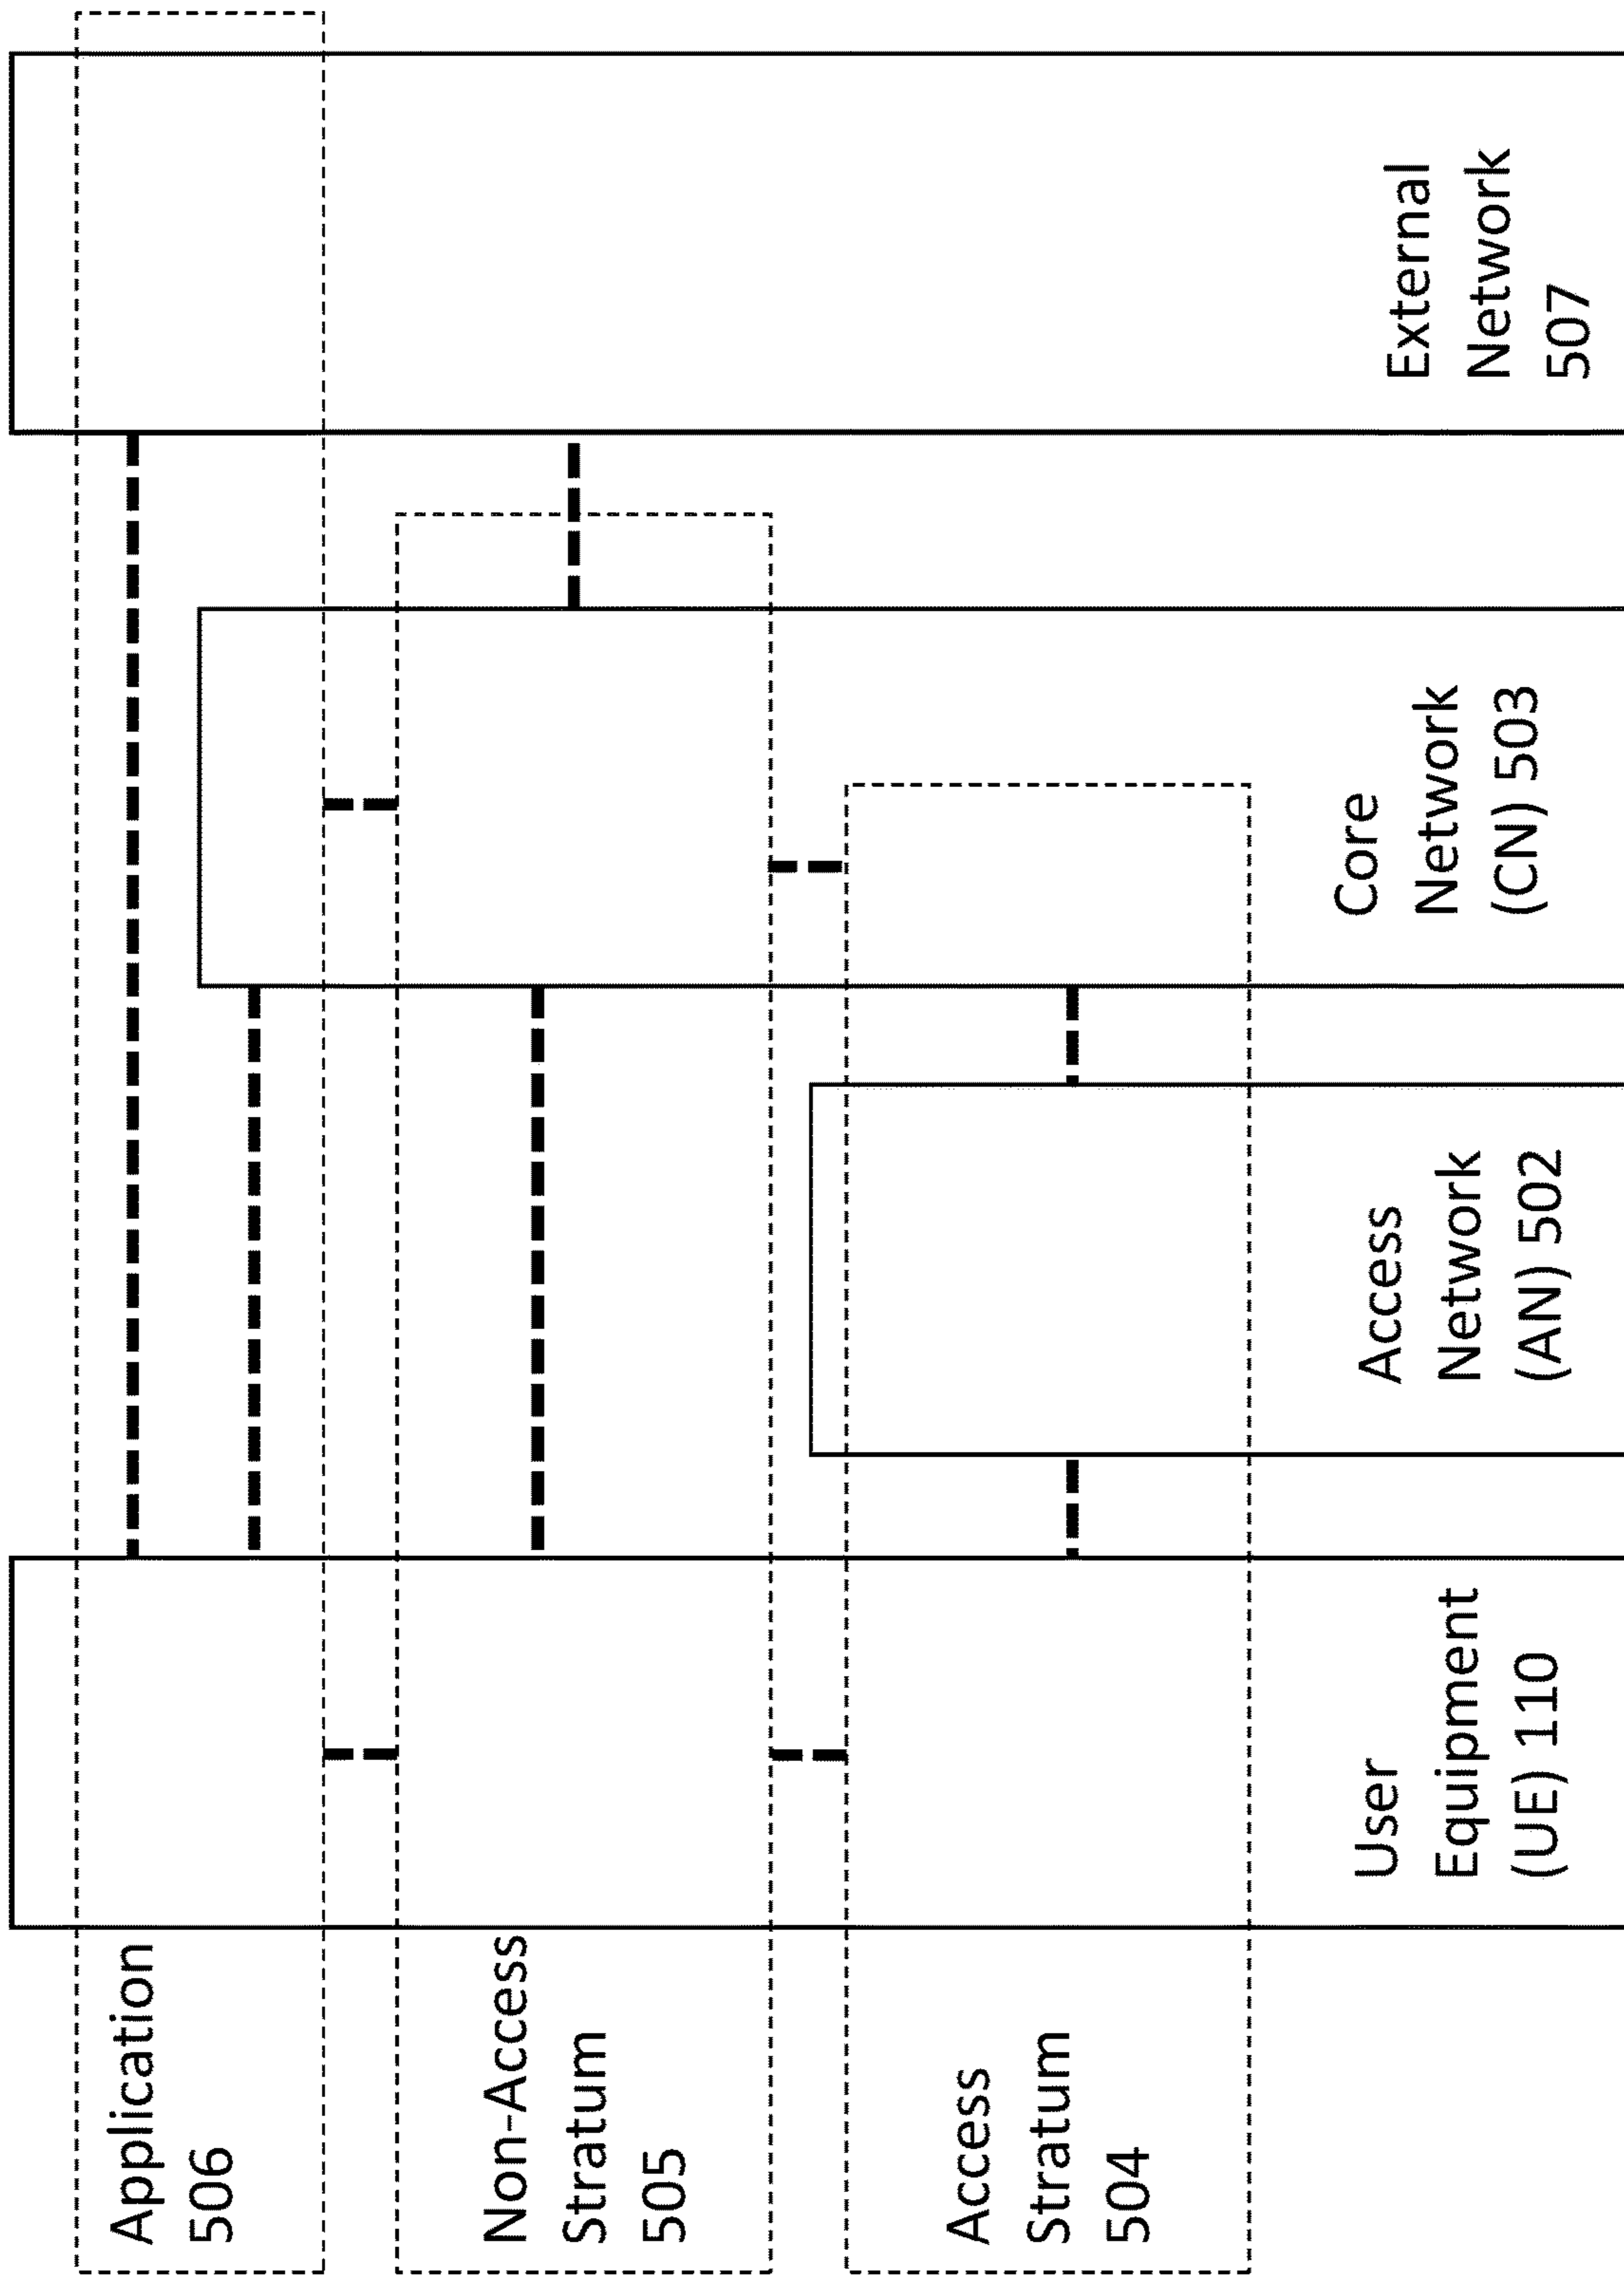 Application
506
Non-Access
Stratum
505
Access
Stratum
504
User
Equipment
(UE) 110
Access
Network
(AN) 502
Core
Network
(CN) 503
External
Network
507